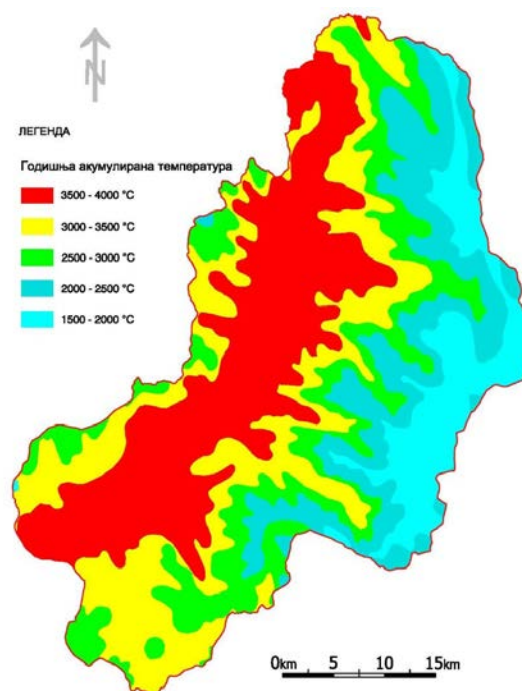 N
ЛЕГЕНДА
Годишња акумулирана температура
3500 - 4000 °C
3000 - 3500 °C
2500 - 3000 °C
2000 - 2500 °C
1500 - 2000 °C
0km 5 10 15km